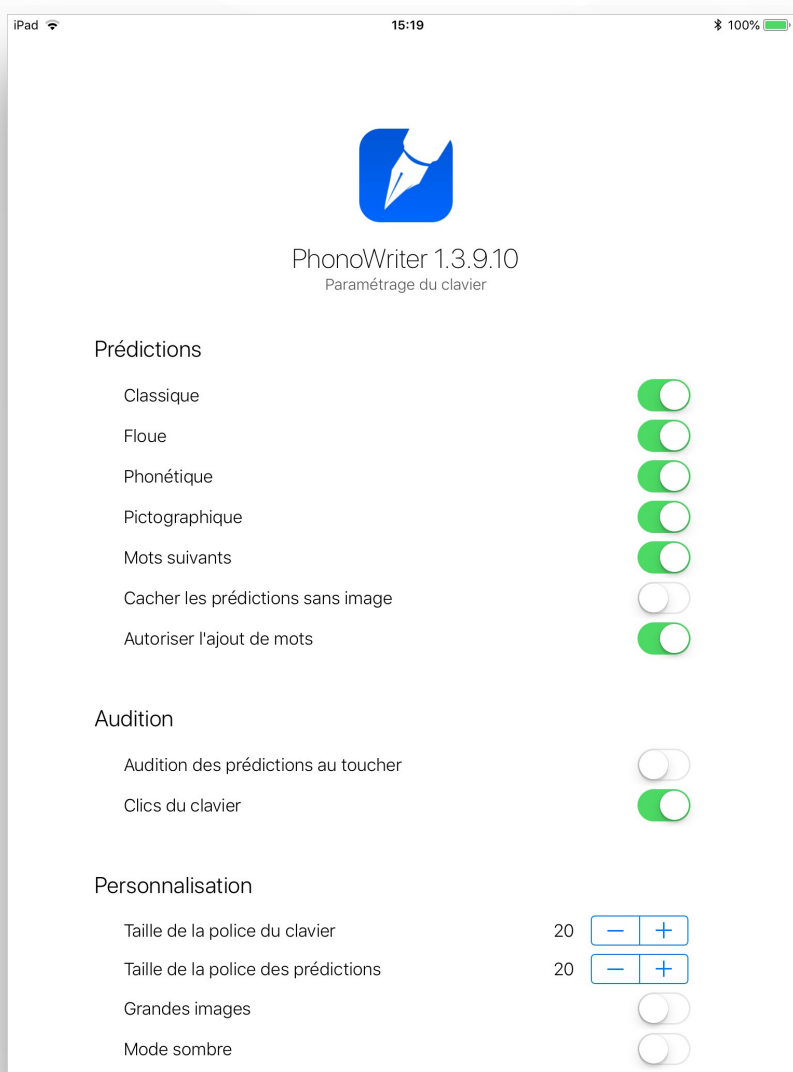 iPad 15:19 100%
PhonoWriter 1.3.9.10
Paramétrage du clavier
Prédictions
Classique
Floue
Phonétique
Pictographique
Mots suivants
Cacher les prédictions sans image
Autoriser l'ajout de mots
Audition
Audition des prédictions au toucher
Clics du clavier
Personnalisation
Taille de la police du clavier 20 − +
Taille de la police des prédictions 20 − +
Grandes images
Mode sombre